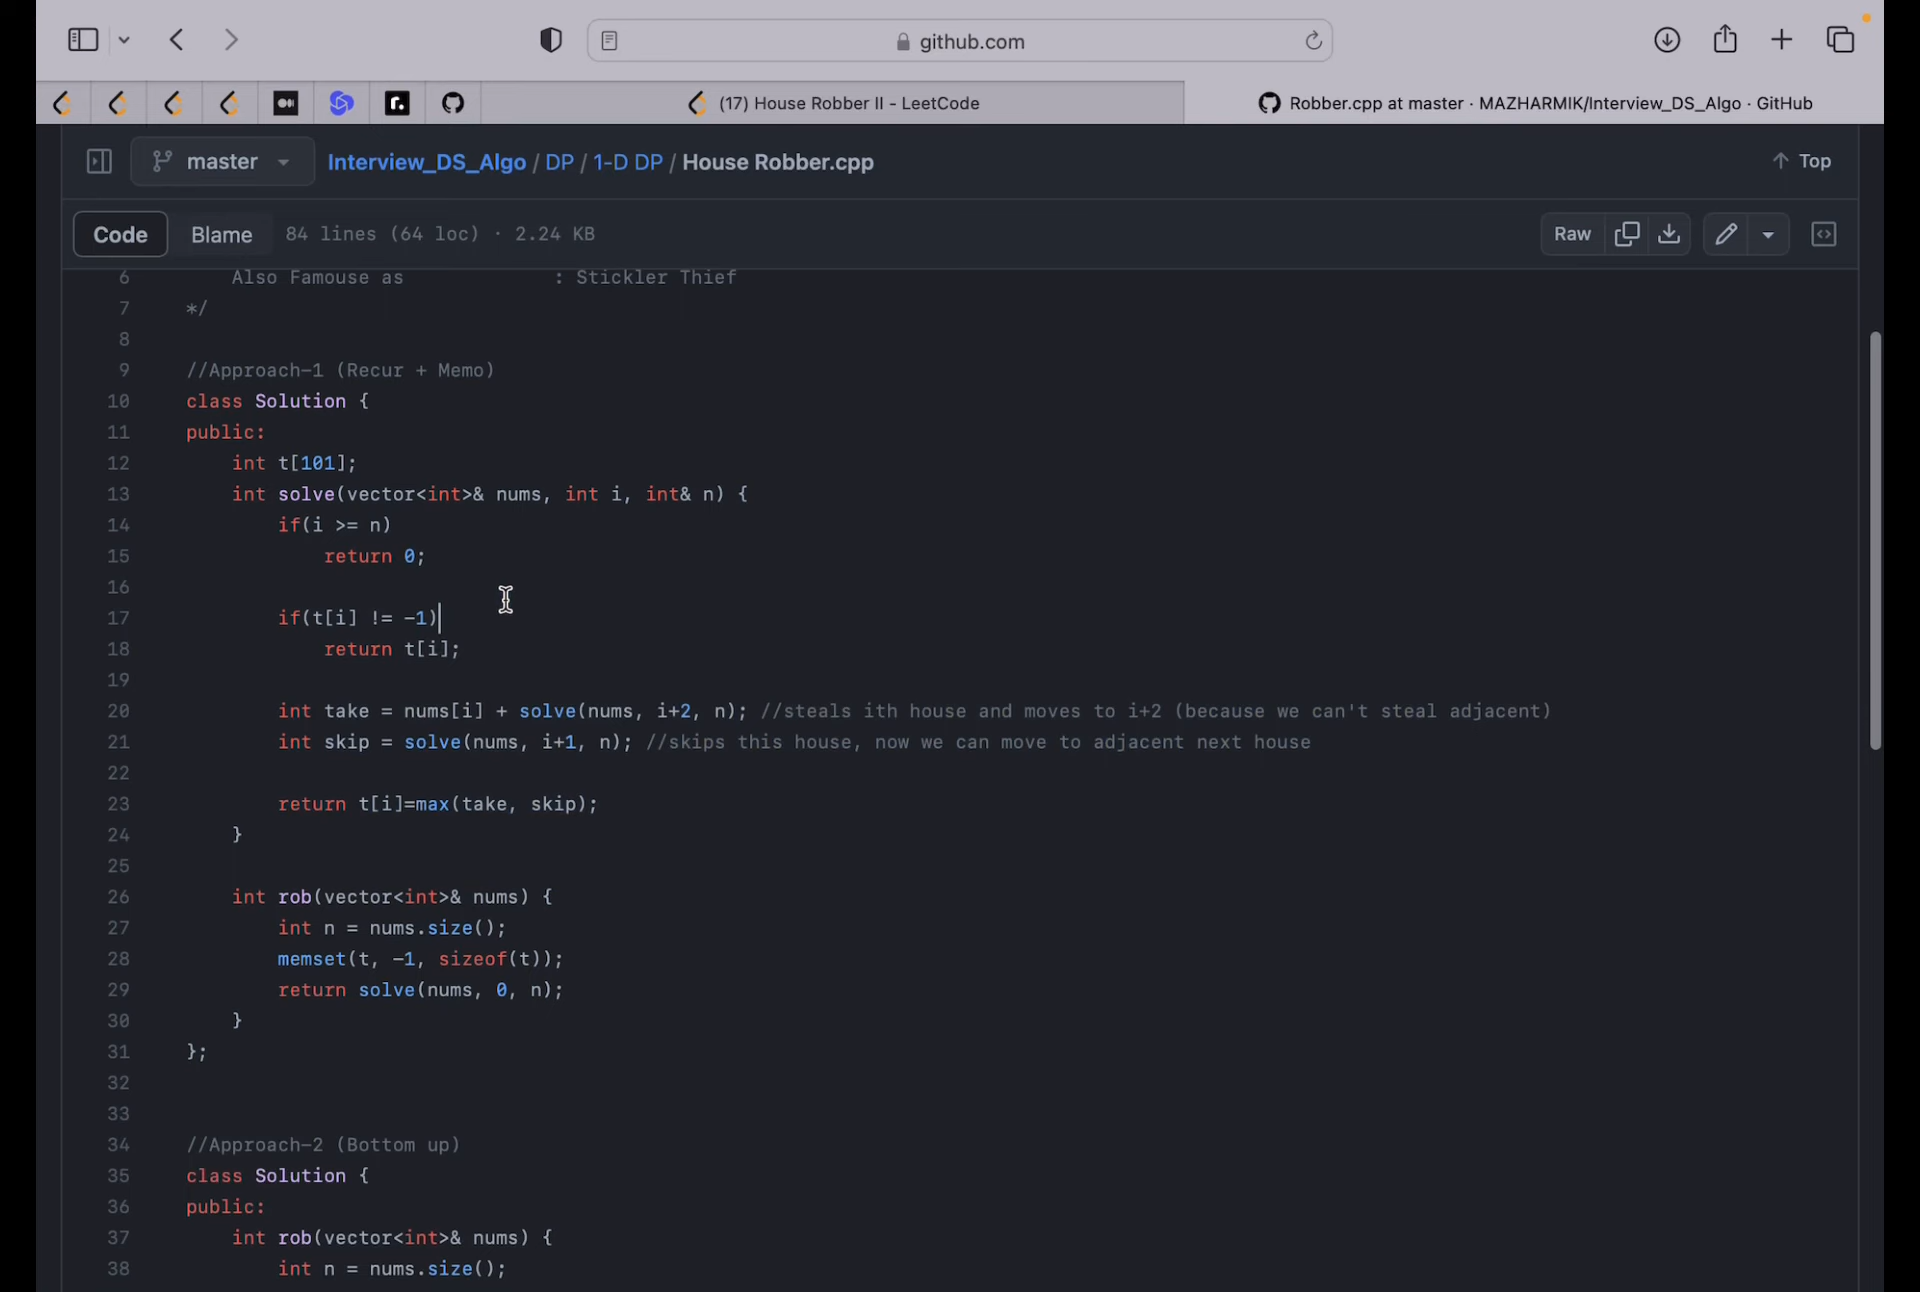 github.com
(17) House Robber II - LeetCode
Robber.cpp at master · MAZHARMIK/Interview_DS_Algo · GitHub
master
Interview_DS_Algo / DP / 1-D DP / House Robber.cpp
Top
Code
Blame
84 lines (64 loc) · 2.24 KB
Raw
6 Also Famouse as : Stickler Thief
7 */
8
9 //Approach-1 (Recur + Memo)
10 class Solution {
11 public:
12 int t[101];
13 int solve(vector<int>& nums, int i, int& n) {
14 if(i >= n)
15 return 0;
16
17 if(t[i] != -1)
18 return t[i];
19
20 int take = nums[i] + solve(nums, i+2, n); //steals ith house and moves to i+2 (because we can't steal adjacent)
21 int skip = solve(nums, i+1, n); //skips this house, now we can move to adjacent next house
22
23 return t[i]=max(take, skip);
24 }
25
26 int rob(vector<int>& nums) {
27 int n = nums.size();
28 memset(t, -1, sizeof(t));
29 return solve(nums, 0, n);
30 }
31 };
32
33
34 //Approach-2 (Bottom up)
35 class Solution {
36 public:
37 int rob(vector<int>& nums) {
38 int n = nums.size();